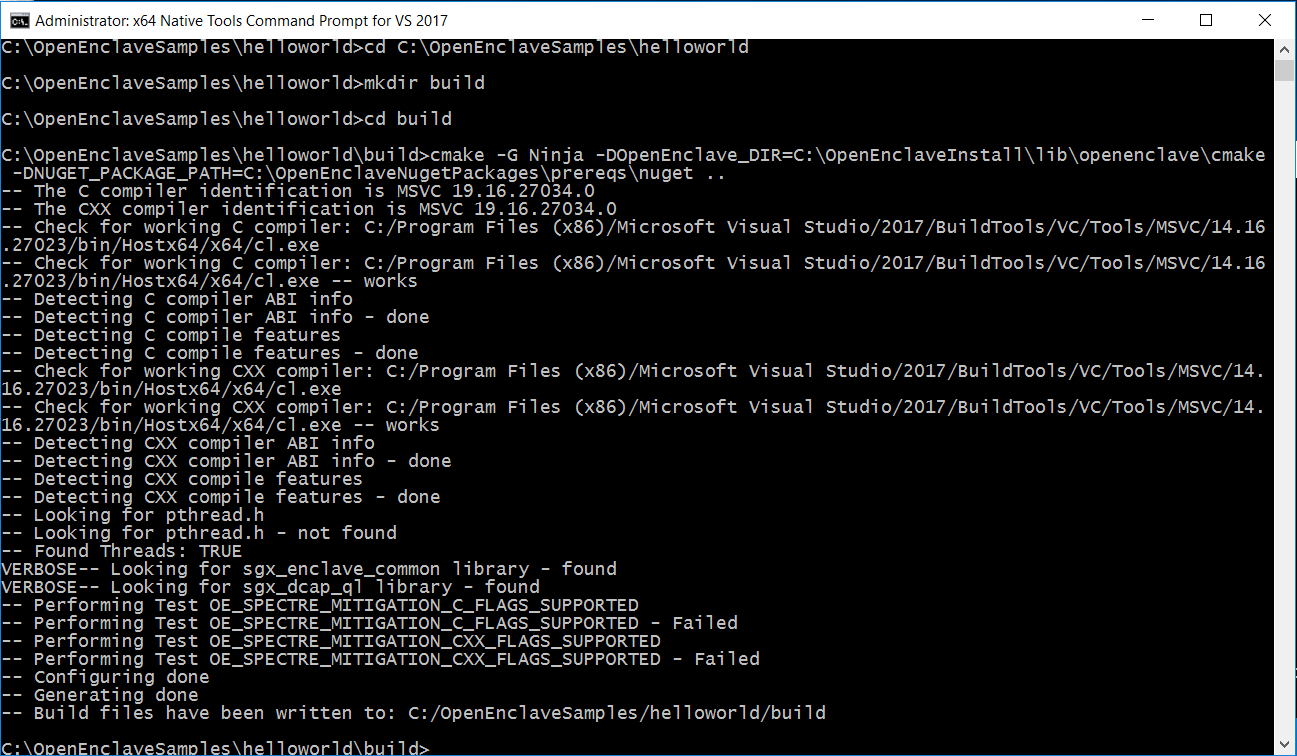 Administrator: x64 Native Tools Command Prompt for VS 2017
C:\OpenEnclaveSamples\helloworld>cd C:\OpenEnclaveSamples\helloworld
C:\OpenEnclaveSamples\helloworld>mkdir build
C:\OpenEnclaveSamples\helloworld>cd build
C:\OpenEnclaveSamples\helloworld\build>cmake -G Ninja -DOpenEnclave_DIR=C:\OpenEnclaveInstall\lib\openenclave\cmake
-DNUGET_PACKAGE_PATH=C:\OpenEnclaveNugetPackages\prereqs\nuget ..
-- The C compiler identification is MSVC 19.16.27034.0
-- The CXX compiler identification is MSVC 19.16.27034.0
-- Check for working C compiler: C:/Program Files (x86)/Microsoft Visual Studio/2017/BuildTools/VC/Tools/MSVC/14.16
.27023/bin/Hostx64/x64/cl.exe
-- Check for working C compiler: C:/Program Files (x86)/Microsoft Visual Studio/2017/BuildTools/VC/Tools/MSVC/14.16
.27023/bin/Hostx64/x64/cl.exe -- works
-- Detecting C compiler ABI info
-- Detecting C compiler ABI info - done
-- Detecting C compile features
-- Detecting C compile features - done
-- Check for working CXX compiler: C:/Program Files (x86)/Microsoft Visual Studio/2017/BuildTools/VC/Tools/MSVC/14.
16.27023/bin/Hostx64/x64/cl.exe
-- Check for working CXX compiler: C:/Program Files (x86)/Microsoft Visual Studio/2017/BuildTools/VC/Tools/MSVC/14.
16.27023/bin/Hostx64/x64/cl.exe -- works
-- Detecting CXX compiler ABI info
-- Detecting CXX compiler ABI info - done
-- Detecting CXX compile features
-- Detecting CXX compile features - done
-- Looking for pthread.h
-- Looking for pthread.h - not found
-- Found Threads: TRUE
VERBOSE-- Looking for sgx_enclave_common library - found
VERBOSE-- Looking for sgx_dcap_ql library - found
-- Performing Test OE_SPECTRE_MITIGATION_C_FLAGS_SUPPORTED
-- Performing Test OE_SPECTRE_MITIGATION_C_FLAGS_SUPPORTED - Failed
-- Performing Test OE_SPECTRE_MITIGATION_CXX_FLAGS_SUPPORTED
-- Performing Test OE_SPECTRE_MITIGATION_CXX_FLAGS_SUPPORTED - Failed
-- Configuring done
-- Generating done
-- Build files have been written to: C:/OpenEnclaveSamples/helloworld/build
C:\OpenEnclaveSamples\helloworld\build>